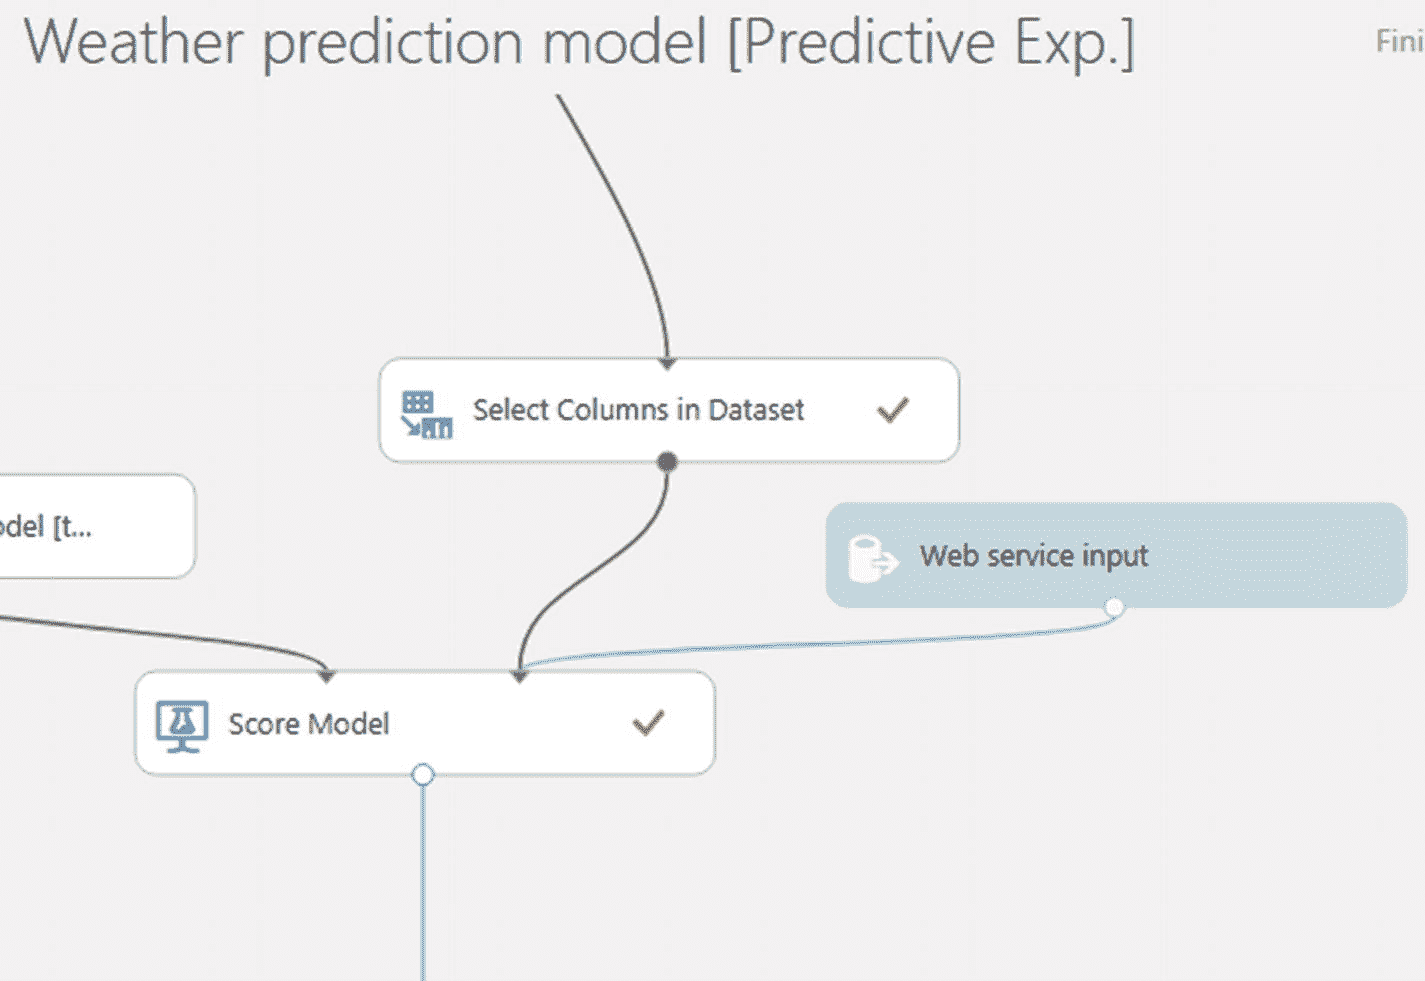 Weather prediction model [Predictive Exp.]
Select Columns in Dataset
[t...
Web service input
Score Model